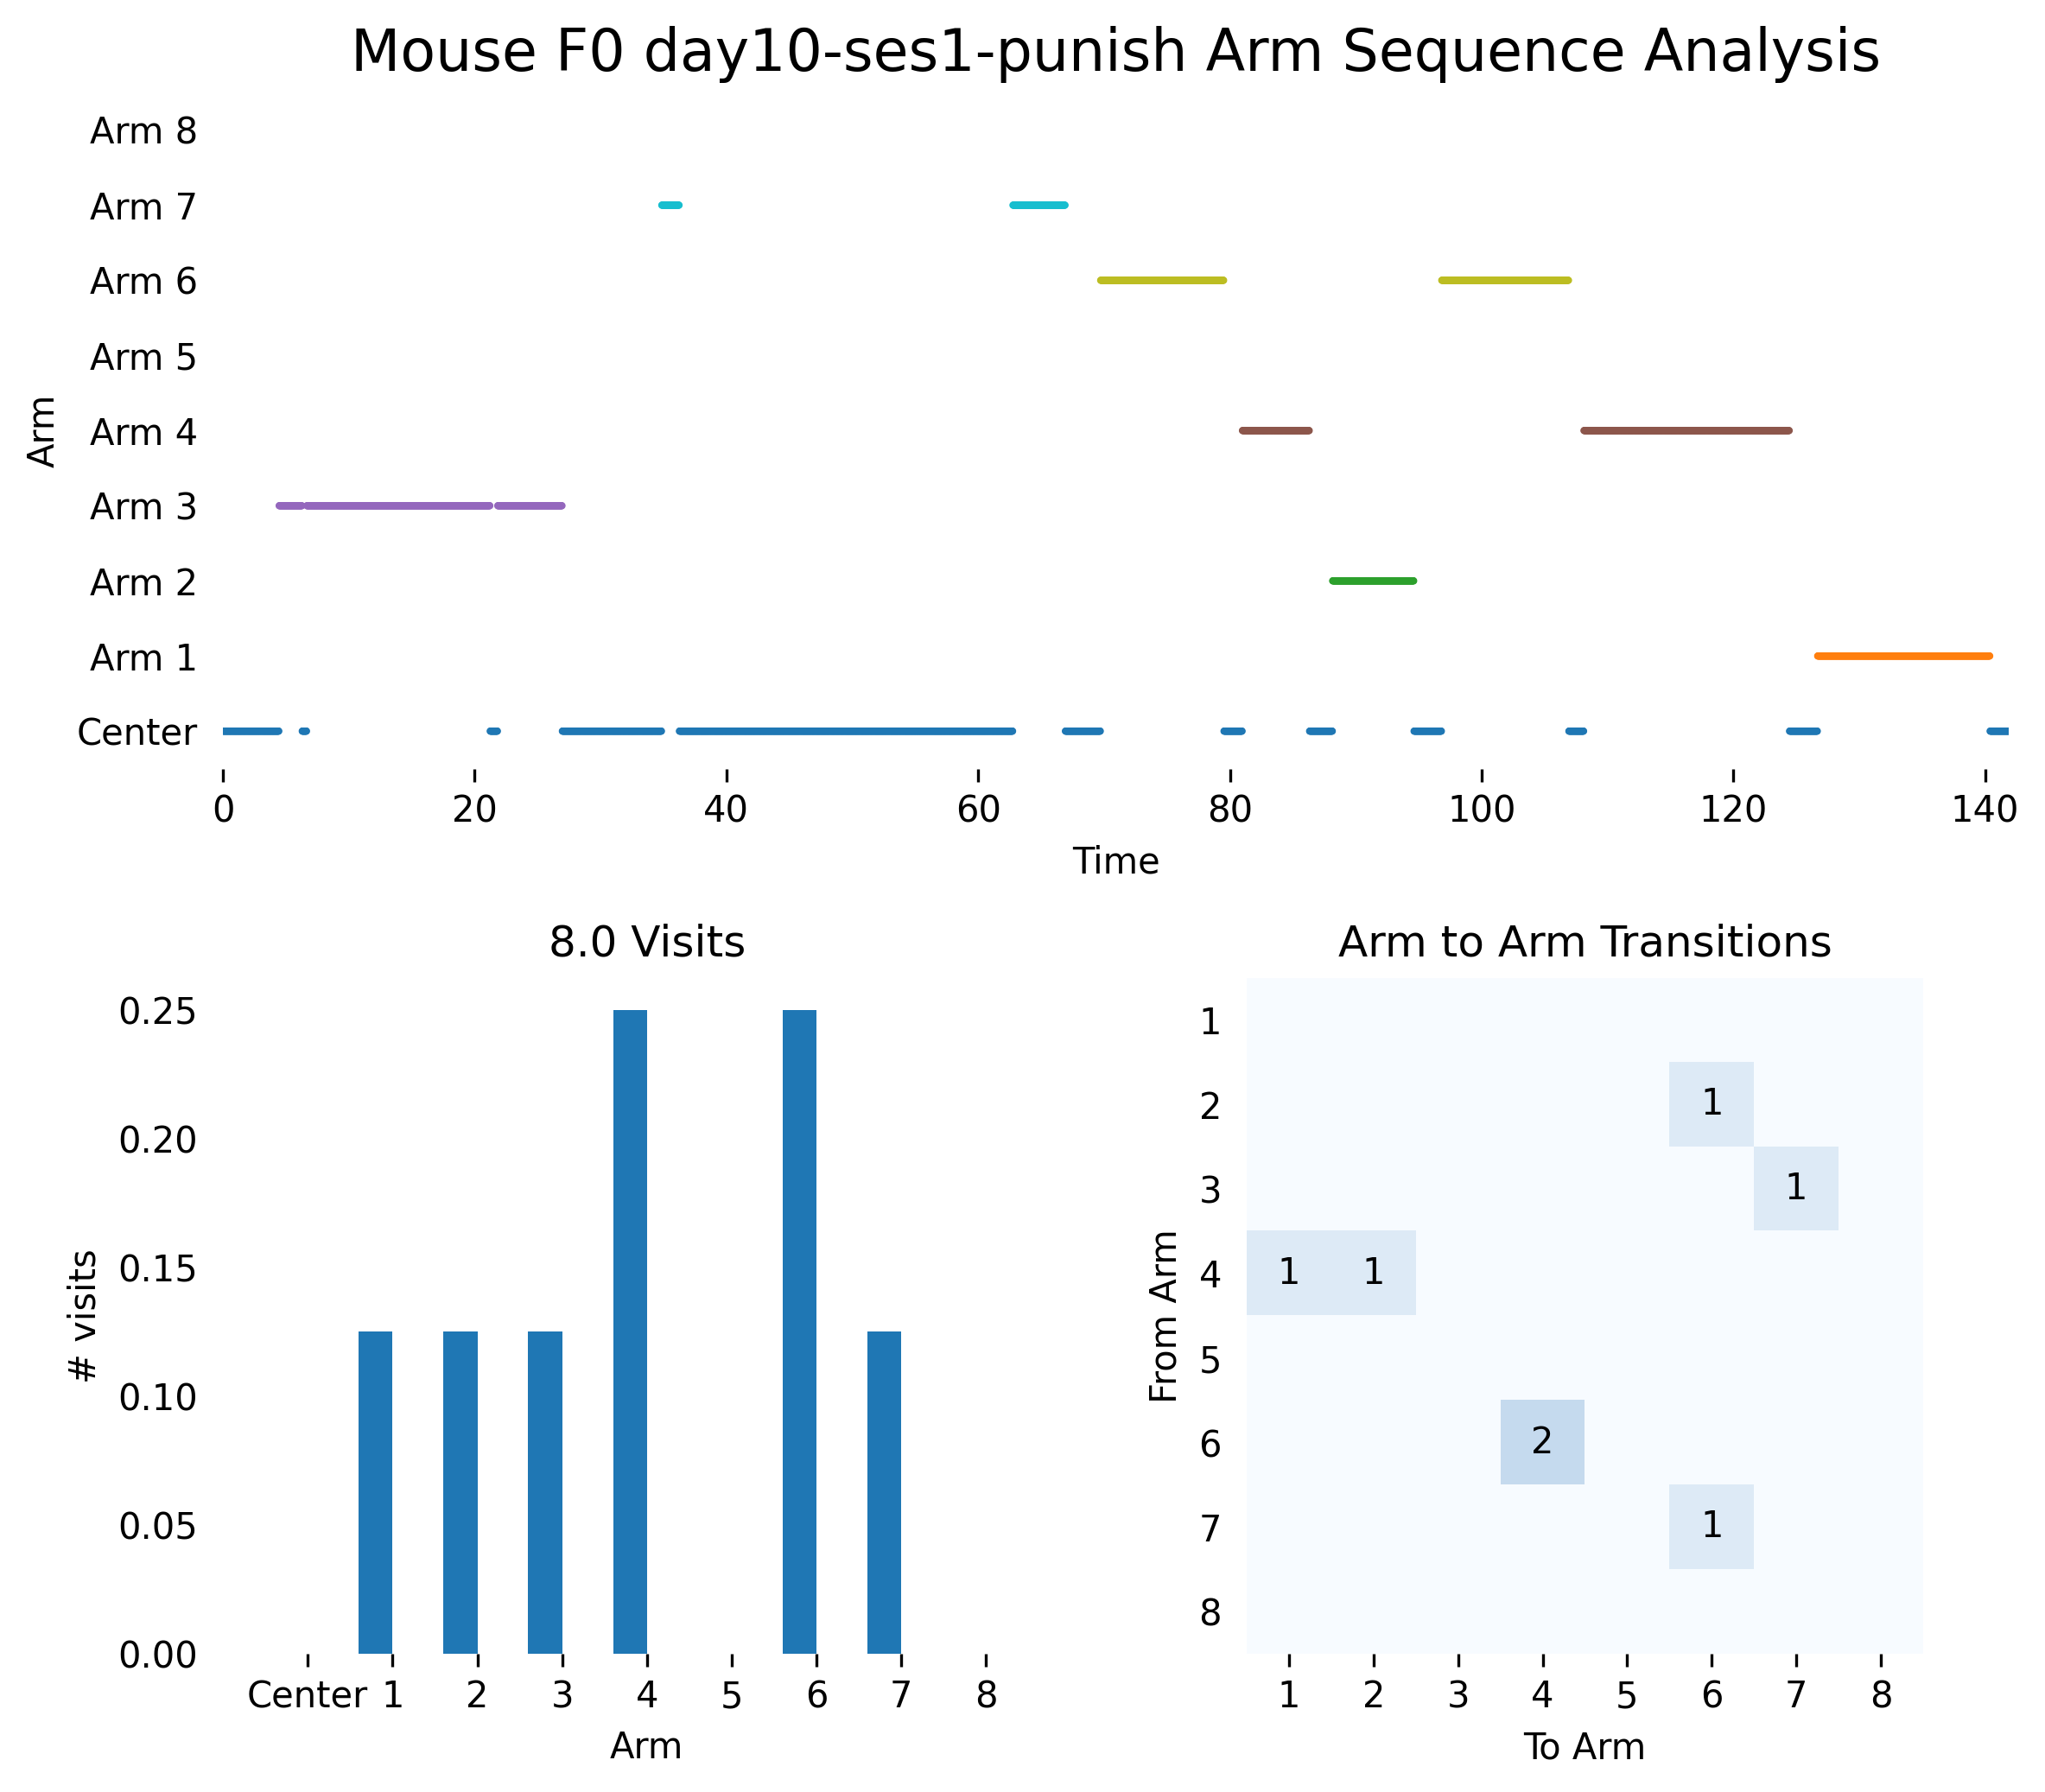 Mouse F0 day10-ses1-punish Arm Sequence Analysis
Arm 8
Arm 7
Arm 6
Arm 5
Arm 4
Arm 3
Arm 2
Arm 1
Center
Arm
0 20 40 60 80 100 120 140
Time
8.0 Visits
0.25
0.20
0.15
0.10
0.05
0.00
# visits
Center 1 2 3 4 5 6 7 8
Arm
Arm to Arm Transitions
1
2 1
3 1
4 1 1
5
6 2
7 1
8
From Arm
1 2 3 4 5 6 7 8
To Arm